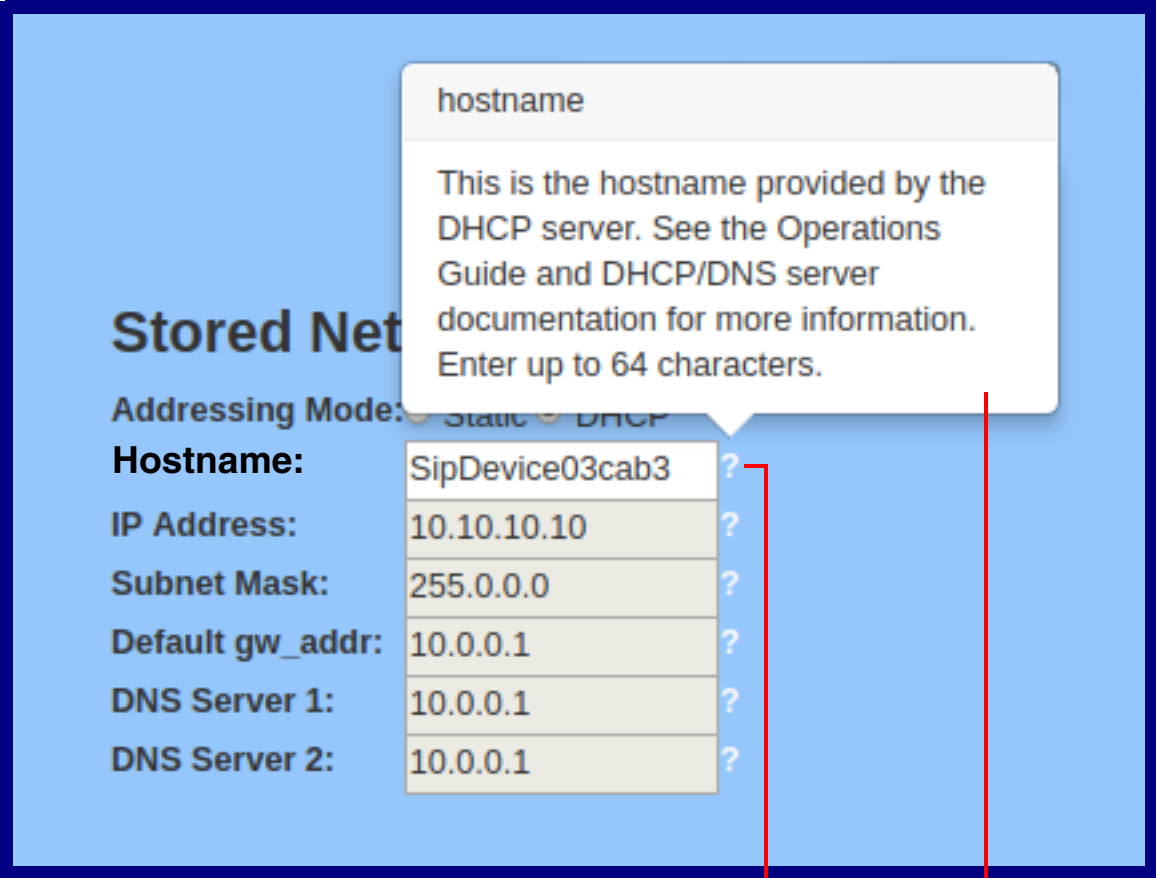 hostname
This is the hostname provided by the
DHCP server. See the Operations
Guide and DHCP/DNS server
documentation for more information.
Enter up to 64 characters.
Stored Net
Addressing Mode: Static DHCP
Hostname: SipDevice03cab3 ?
IP Address: 10.10.10.10 ?
Subnet Mask: 255.0.0.0 ?
Default gw_addr: 10.0.0.1 ?
DNS Server 1: 10.0.0.1 ?
DNS Server 2: 10.0.0.1 ?